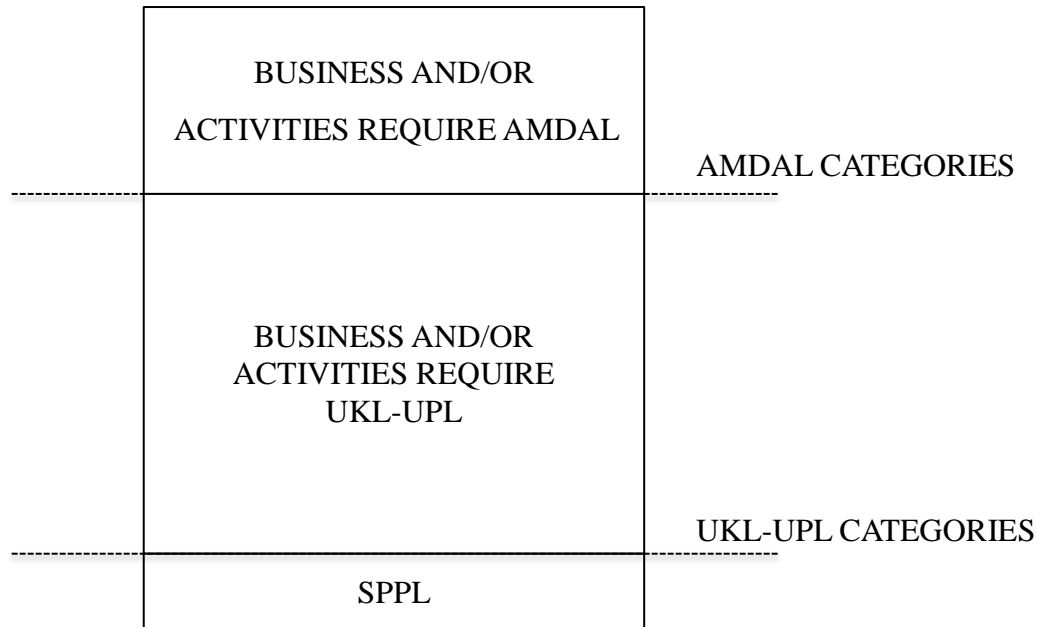 BUSINESS AND/OR
ACTIVITIES REQUIRE AMDAL
AMDAL CATEGORIES
BUSINESS AND/OR
ACTIVITIES REQUIRE
UKL-UPL
UKL-UPL CATEGORIES
SPPL